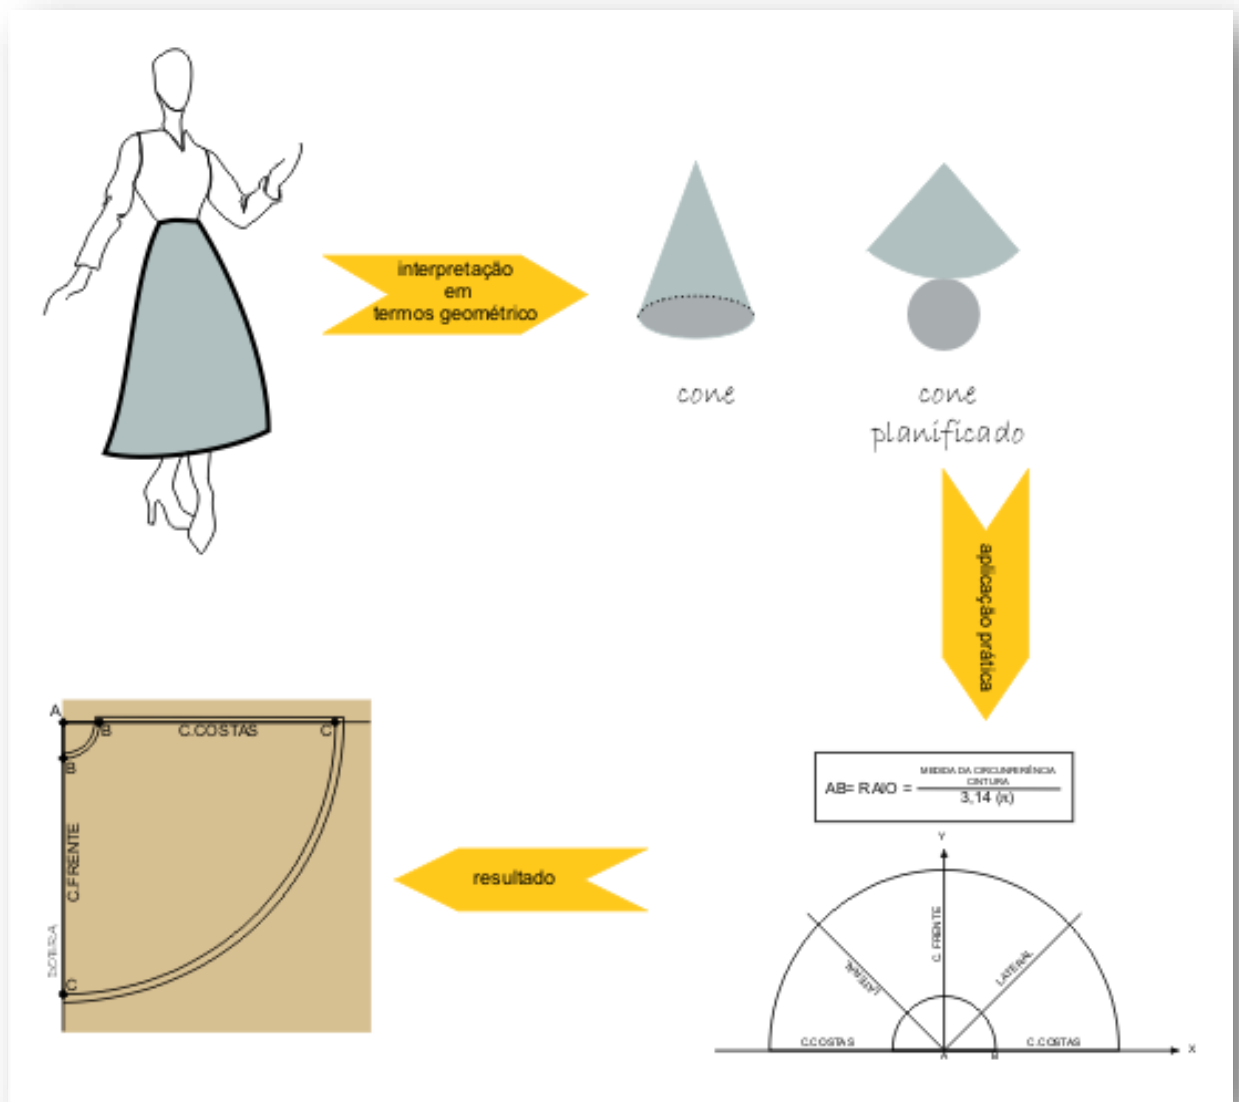 interpretação
em
termos geométrico
cone
cone
planificado
aplicação prática
MEDIDA DA CIRCUNFERÊNCIA
CINTURA
AB= RAIO =
3,14 (π)
Y
C. FRENTE
LATERAL
LATERAL
C.COSTAS
C.COSTAS
A
B
X
resultado
A
B
C.COSTAS
C
B
C.FRENTE
C